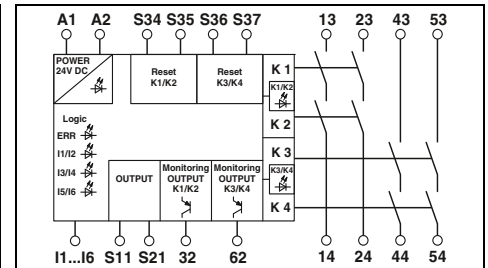 A1 A2 S34 S35 S36 S37 13 23 43 53
POWER
24V DC
Reset
K1/K2
Reset
K3/K4
K 1
K1/K2
K 2
Logic
ERR
I1/I2
I3/I4
I5/I6
OUTPUT
Monitoring
OUTPUT
K1/K2
Monitoring
OUTPUT
K3/K4
K 3
K3/K4
K 4
I1...I6 S11 S21 32 62 14 24 44 54